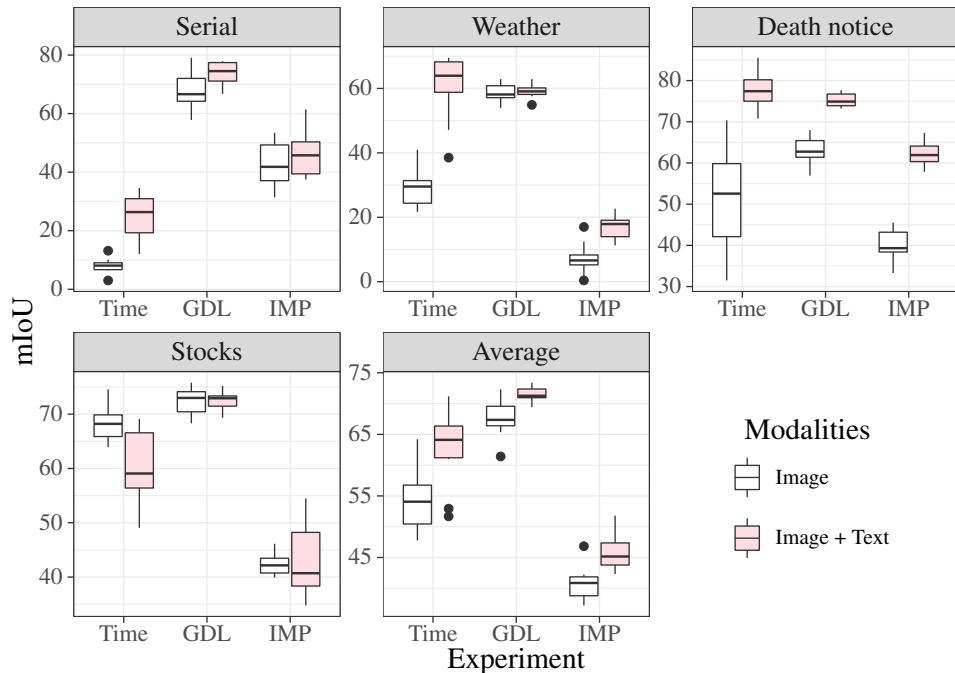 Serial
Weather
Death notice
80
60
40
20
0
60
40
20
0
80
70
60
50
40
30
Time GDL IMP
Time GDL IMP
Time GDL IMP
mIoU
Stocks
Average
70
60
50
40
75
65
55
45
Time GDL IMP
Time GDL IMP
Experiment
Modalities
Image
Image + Text